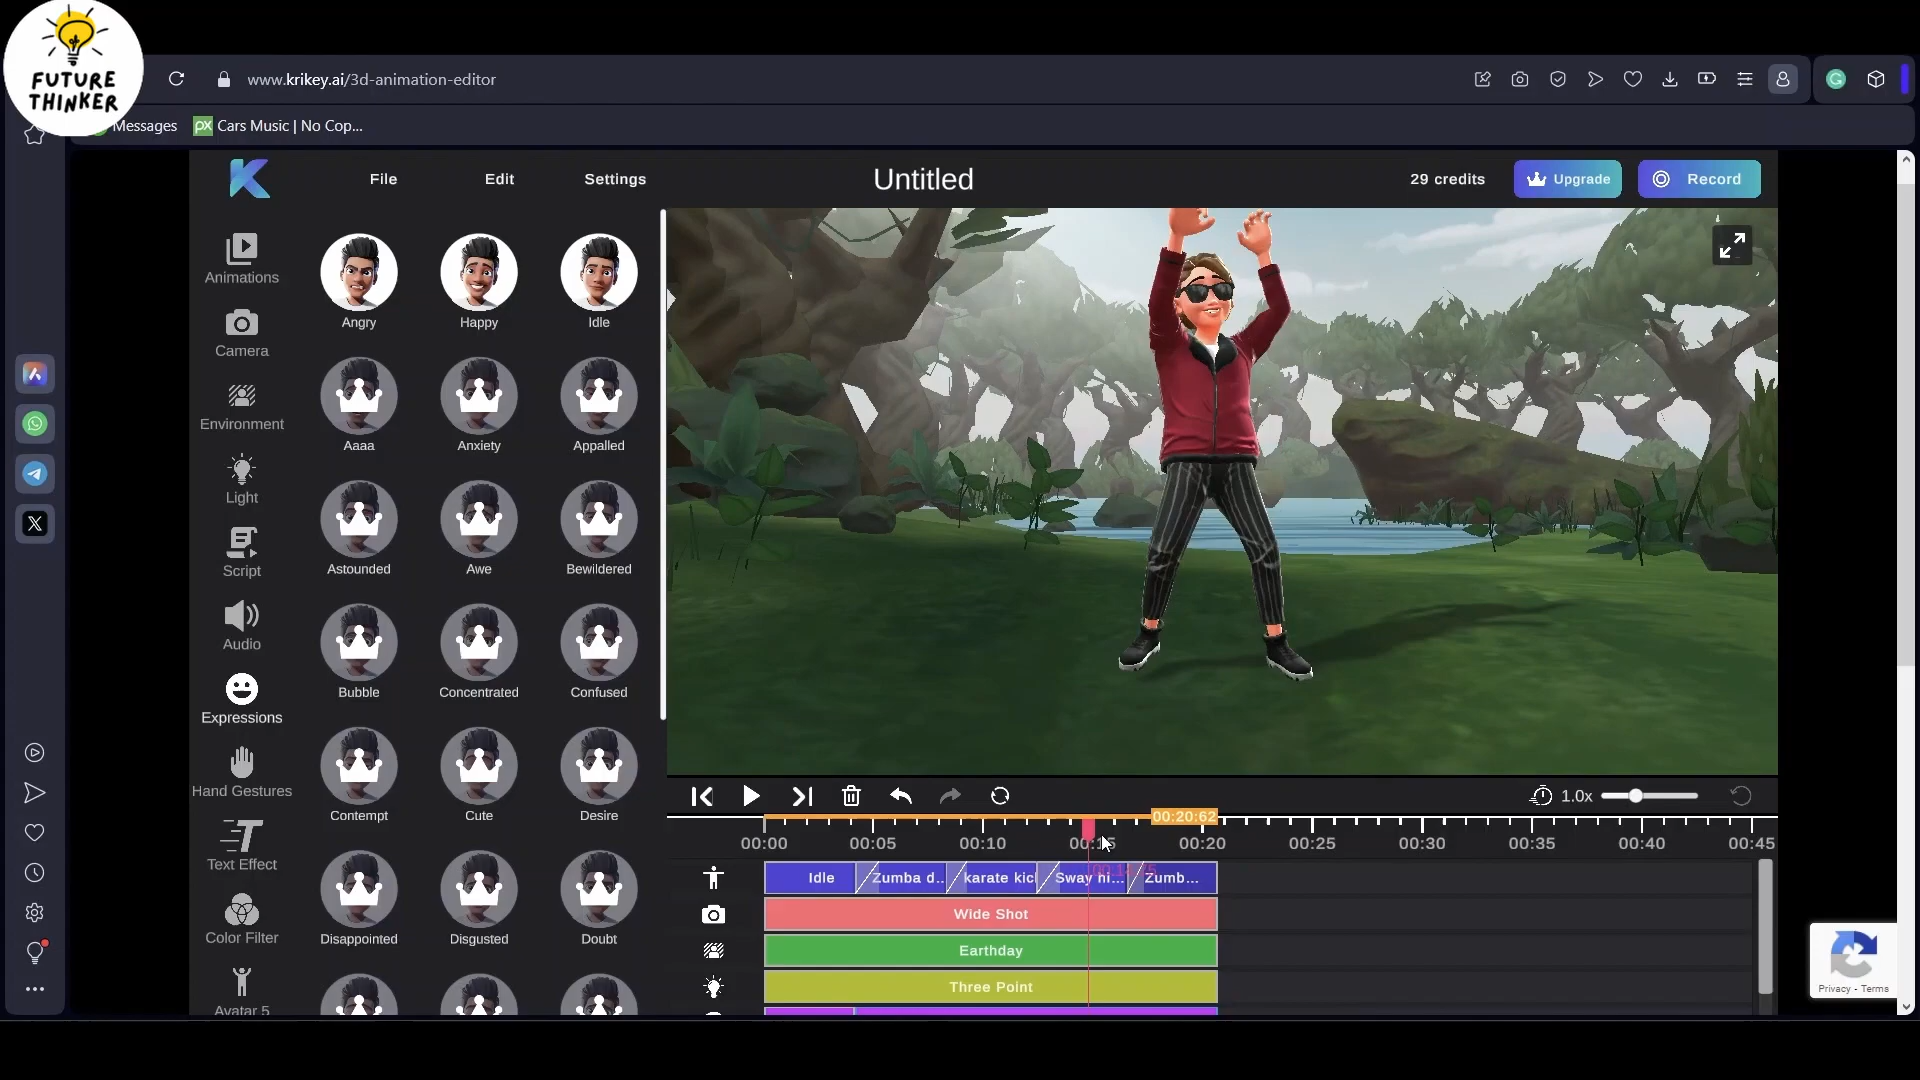 FUTURE
THINKER
www.krikey.ai/3d-animation-editor
Messages
Cars Music | No Cop...
File
Edit
Settings
Untitled
29 credits
Upgrade
Record
Animations
Camera
Environment
Light
Script
Audio
Expressions
Hand Gestures
Text Effect
Color Filter
Avatar 5
Angry
Happy
Idle
Aaaa
Anxiety
Appalled
Astounded
Awe
Bewildered
Bubble
Concentrated
Confused
Contempt
Cute
Desire
Disappointed
Disgusted
Doubt
1.0x
00:20:62
00:00
00:05
00:10
00:15
00:20
00:25
00:30
00:35
00:40
00:45
Idle
Zumba d...
karate kic
Sway hi...
Zumb...
Wide Shot
Earthday
Three Point
Privacy - Terms